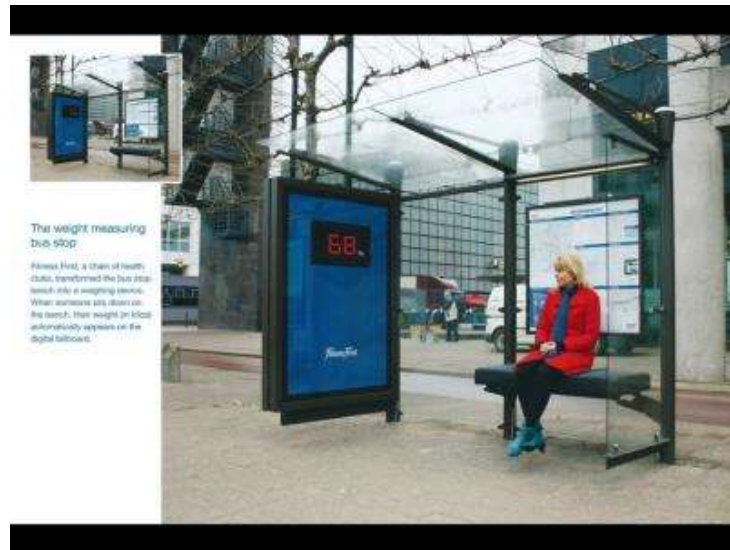 The weight measuring
bus stop
Fitness First, a chain of health
clubs, transformed the bus stop
bench into a weighing device.
When someone sits down on
the bench, their weight (in kilos)
automatically appears on the
digital billboard.
68
Fitness First